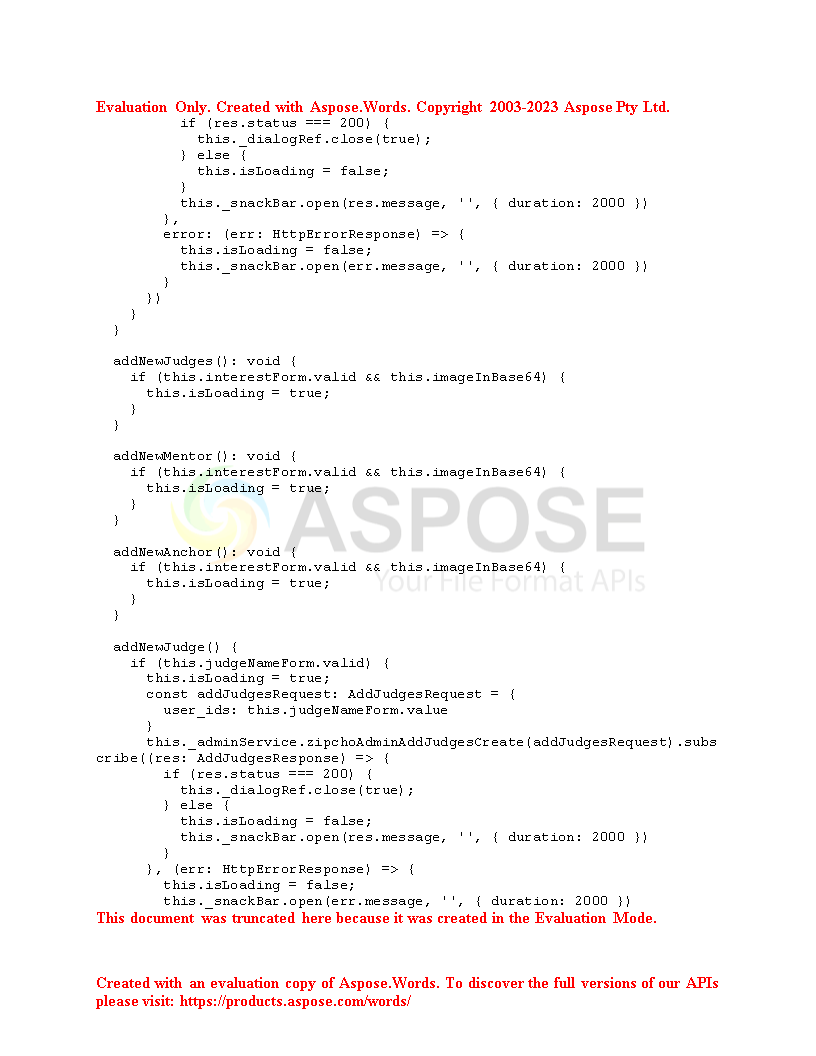 Evaluation Only. Created with Aspose.Words. Copyright 2003-2023 Aspose Pty Ltd.
          if (res.status === 200) {
            this._dialogRef.close(true);
          } else {
            this.isLoading = false;
          }
          this._snackBar.open(res.message, '', { duration: 2000 })
        },
        error: (err: HttpErrorResponse) => {
          this.isLoading = false;
          this._snackBar.open(err.message, '', { duration: 2000 })
        }
      })
    }
  }

  addNewJudges(): void {
    if (this.interestForm.valid && this.imageInBase64) {
      this.isLoading = true;
    }
  }

  addNewMentor(): void {
    if (this.interestForm.valid && this.imageInBase64) {
      this.isLoading = true;
    }
  }
ASPOSE

  addNewAnchor(): void {
    if (this.interestForm.valid && this.imageInBase64) {
Your File Format APIs
      this.isLoading = true;
    }
  }

  addNewJudge() {
    if (this.judgeNameForm.valid) {
      this.isLoading = true;
      const addJudgesRequest: AddJudgesRequest = {
        user_ids: this.judgeNameForm.value
      }
      this._adminService.zipchoAdminAddJudgesCreate(addJudgesRequest).subs
cribe((res: AddJudgesResponse) => {
        if (res.status === 200) {
          this._dialogRef.close(true);
        } else {
          this.isLoading = false;
          this._snackBar.open(res.message, '', { duration: 2000 })
        }
      }, (err: HttpErrorResponse) => {
        this.isLoading = false;
        this._snackBar.open(err.message, '', { duration: 2000 })
This document was truncated here because it was created in the Evaluation Mode.

Created with an evaluation copy of Aspose.Words. To discover the full versions of our APIs
please visit: https://products.aspose.com/words/